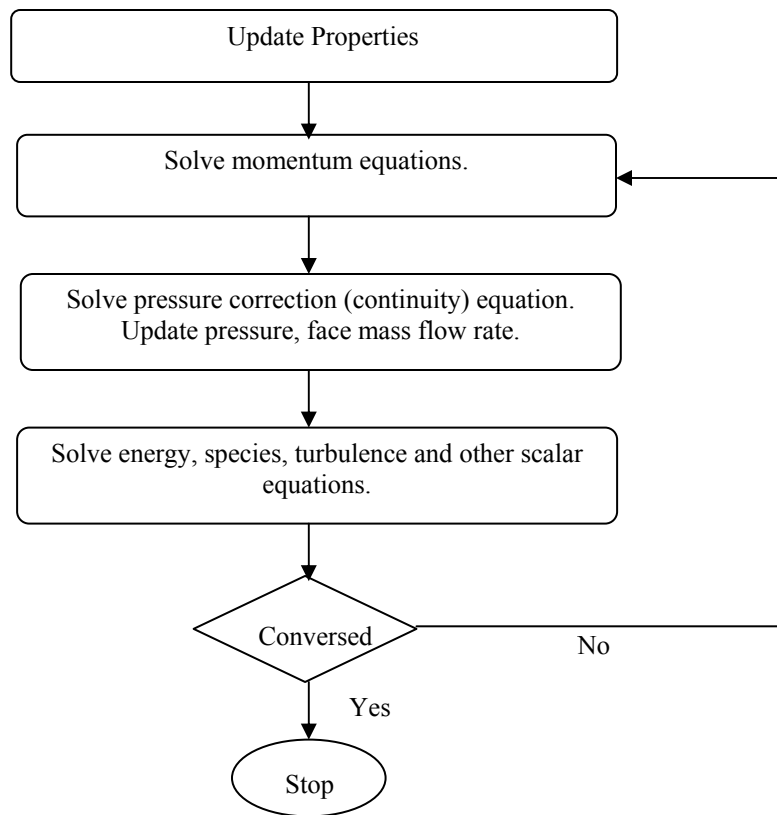 Update Properties
Solve momentum equations.
Solve pressure correction (continuity) equation.
Update pressure, face mass flow rate.
Solve energy, species, turbulence and other scalar
equations.
Conversed
No
Yes
Stop